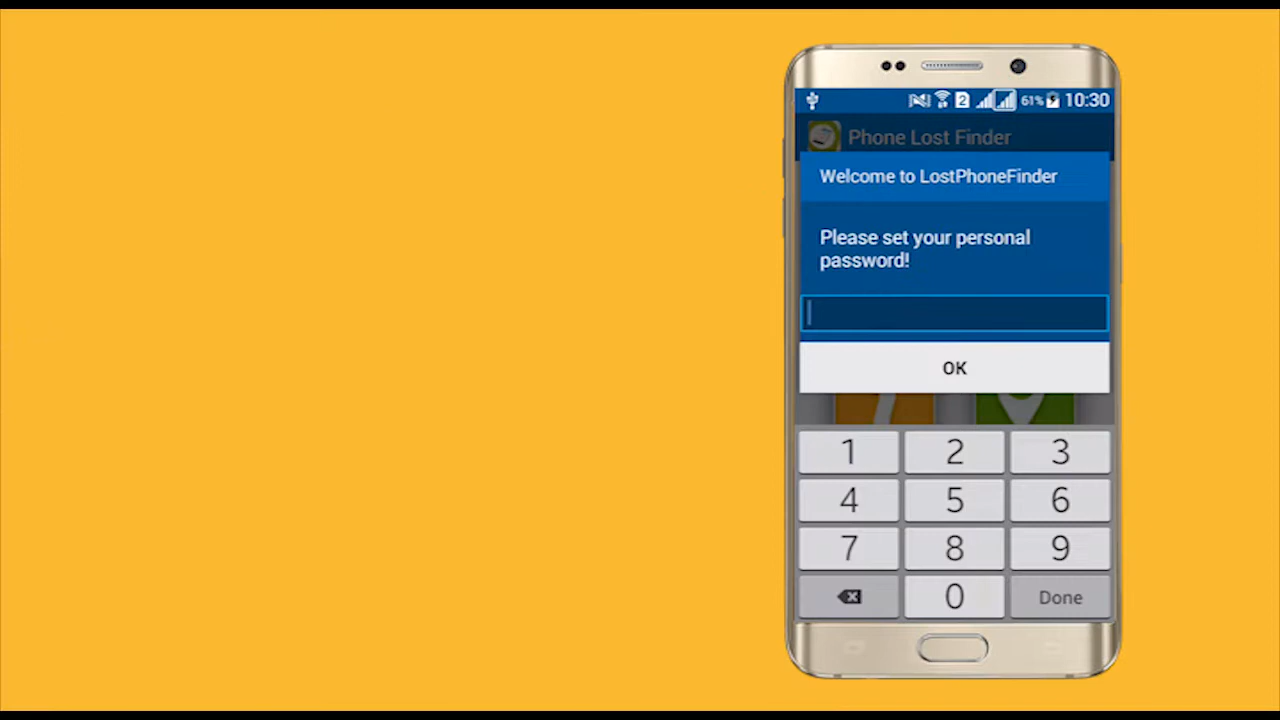 2 61% 10:30
Phone Lost Finder
Welcome to LostPhoneFinder
Please set your personal
password!
OK
1 2 3
4 5 6
7 8 9
0 Done